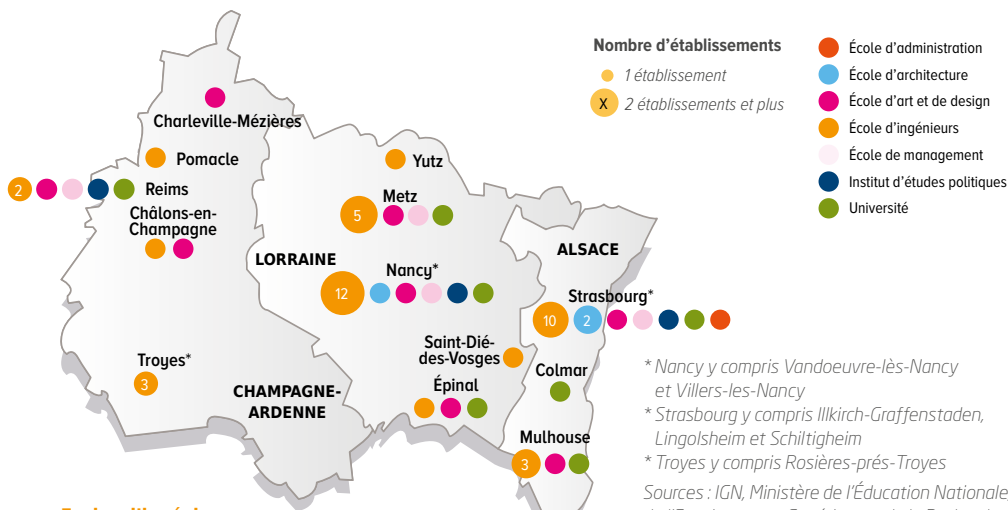 Nombre d'établissements
1 établissement
X 2 établissements et plus
École d'administration
École d'architecture
École d'art et de design
École d'ingénieurs
École de management
Institut d'études politiques
Université
Charleville-Mézières
Pomacle
Yutz
2 Reims
Metz
5
Châlons-en-
Champagne
LORRAINE
ALSACE
Nancy*
12
Strasbourg*
10 2
Saint-Dié-
des-Vosges
Troyes*
3
Colmar
Épinal
CHAMPAGNE-
ARDENNE
Mulhouse
3
* Nancy y compris Vandoeuvre-lès-Nancy
et Villers-les-Nancy
* Strasbourg y compris Illkirch-Graffenstaden,
Lingolsheim et Schiltigheim
* Troyes y compris Rosières-prés-Troyes
Sources : IGN, Ministère de l'Éducation Nationale